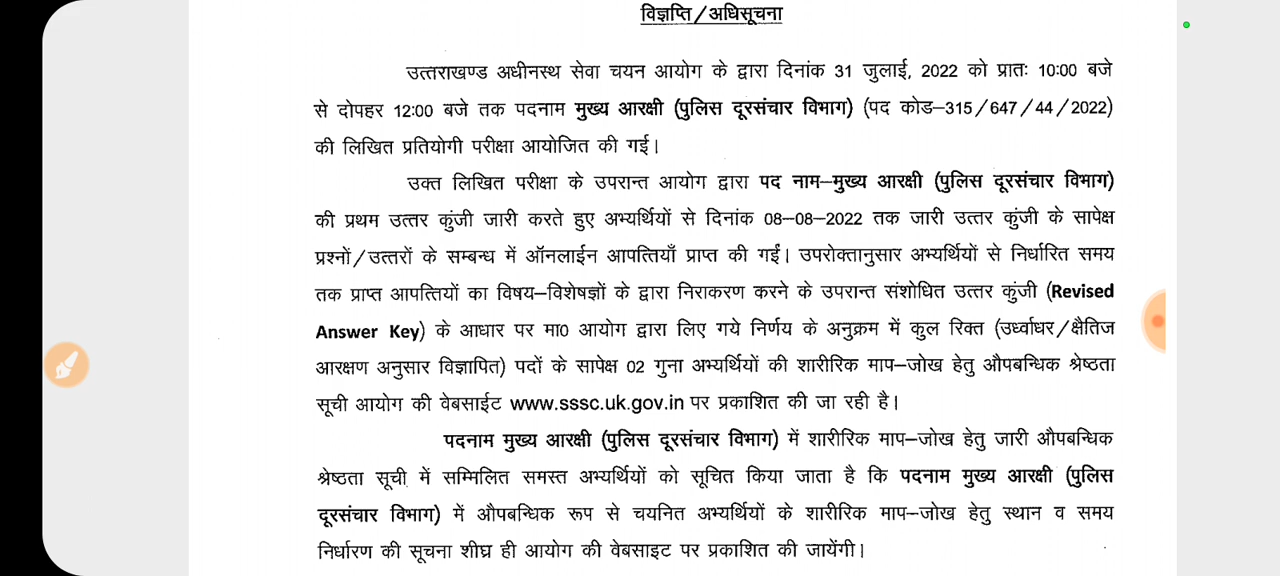 विज्ञप्ति/अधिसूचना
उत्तराखण्ड अधीनस्थ सेवा चयन आयोग के द्वारा दिनांक 31 जुलाई, 2022 को प्रातः 10:00 बजे
से दोपहर 12:00 बजे तक पदनाम मुख्य आरक्षी (पुलिस दूरसंचार विभाग) (पद कोड–315/647/44/2022)
की लिखित प्रतियोगी परीक्षा आयोजित की गई।
उक्त लिखित परीक्षा के उपरान्त आयोग द्वारा पद नाम–मुख्य आरक्षी (पुलिस दूरसंचार विभाग)
की प्रथम उत्तर कुंजी जारी करते हुए अभ्यर्थियों से दिनांक 08–08–2022 तक जारी उत्तर कुंजी के सापेक्ष
प्रश्नों/उत्तरों के सम्बन्ध में ऑनलाईन आपत्तियाँ प्राप्त की गईं। उपरोक्तानुसार अभ्यर्थियों से निर्धारित समय
तक प्राप्त आपत्तियों का विषय–विशेषज्ञों के द्वारा निराकरण करने के उपरान्त संशोधित उत्तर कुंजी (Revised
Answer Key) के आधार पर मा0 आयोग द्वारा लिए गये निर्णय के अनुक्रम में कुल रिक्त (उर्ध्वाधर/क्षैतिज
आरक्षण अनुसार विज्ञापित) पदों के सापेक्ष 02 गुना अभ्यर्थियों की शारीरिक माप–जोख हेतु औपबन्धिक श्रेष्ठता
सूची आयोग की वेबसाईट www.sssc.uk.gov.in पर प्रकाशित की जा रही है।
पदनाम मुख्य आरक्षी (पुलिस दूरसंचार विभाग) में शारीरिक माप–जोख हेतु जारी औपबन्धिक
श्रेष्ठता सूची में सम्मिलित समस्त अभ्यर्थियों को सूचित किया जाता है कि पदनाम मुख्य आरक्षी (पुलिस
दूरसंचार विभाग) में औपबन्धिक रूप से चयनित अभ्यर्थियों के शारीरिक माप–जोख हेतु स्थान व समय
निर्धारण की सूचना शीघ्र ही आयोग की वेबसाइट पर प्रकाशित की जायेंगी।